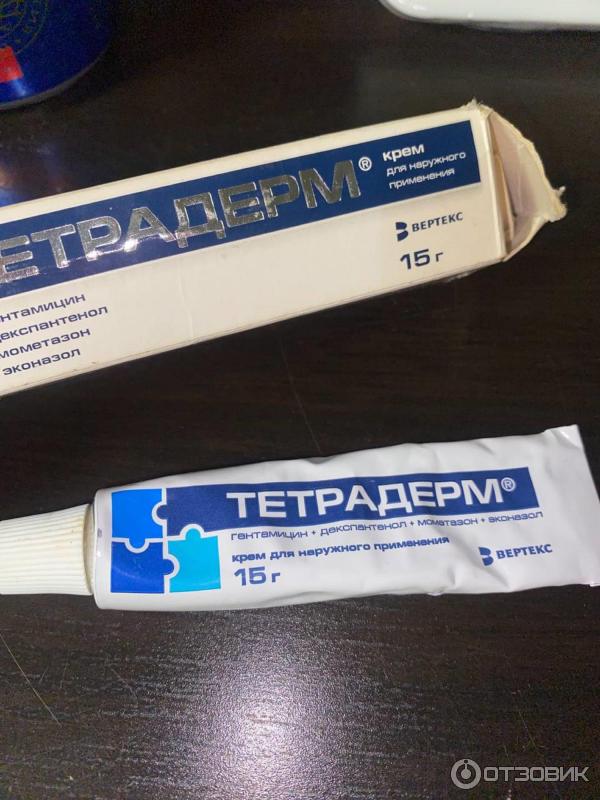 ЕТРАДЕРМ®
крем
для наружного
применения
ВЕРТЕКС
15 г
нтамицин
декспантенол
мометазон
эконазол
ТЕТРАДЕРМ®
гентамицин + декспантенол + мометазон + эконазол
крем для наружного применения
15 г
ВЕРТЕКС
ОТЗОВИК